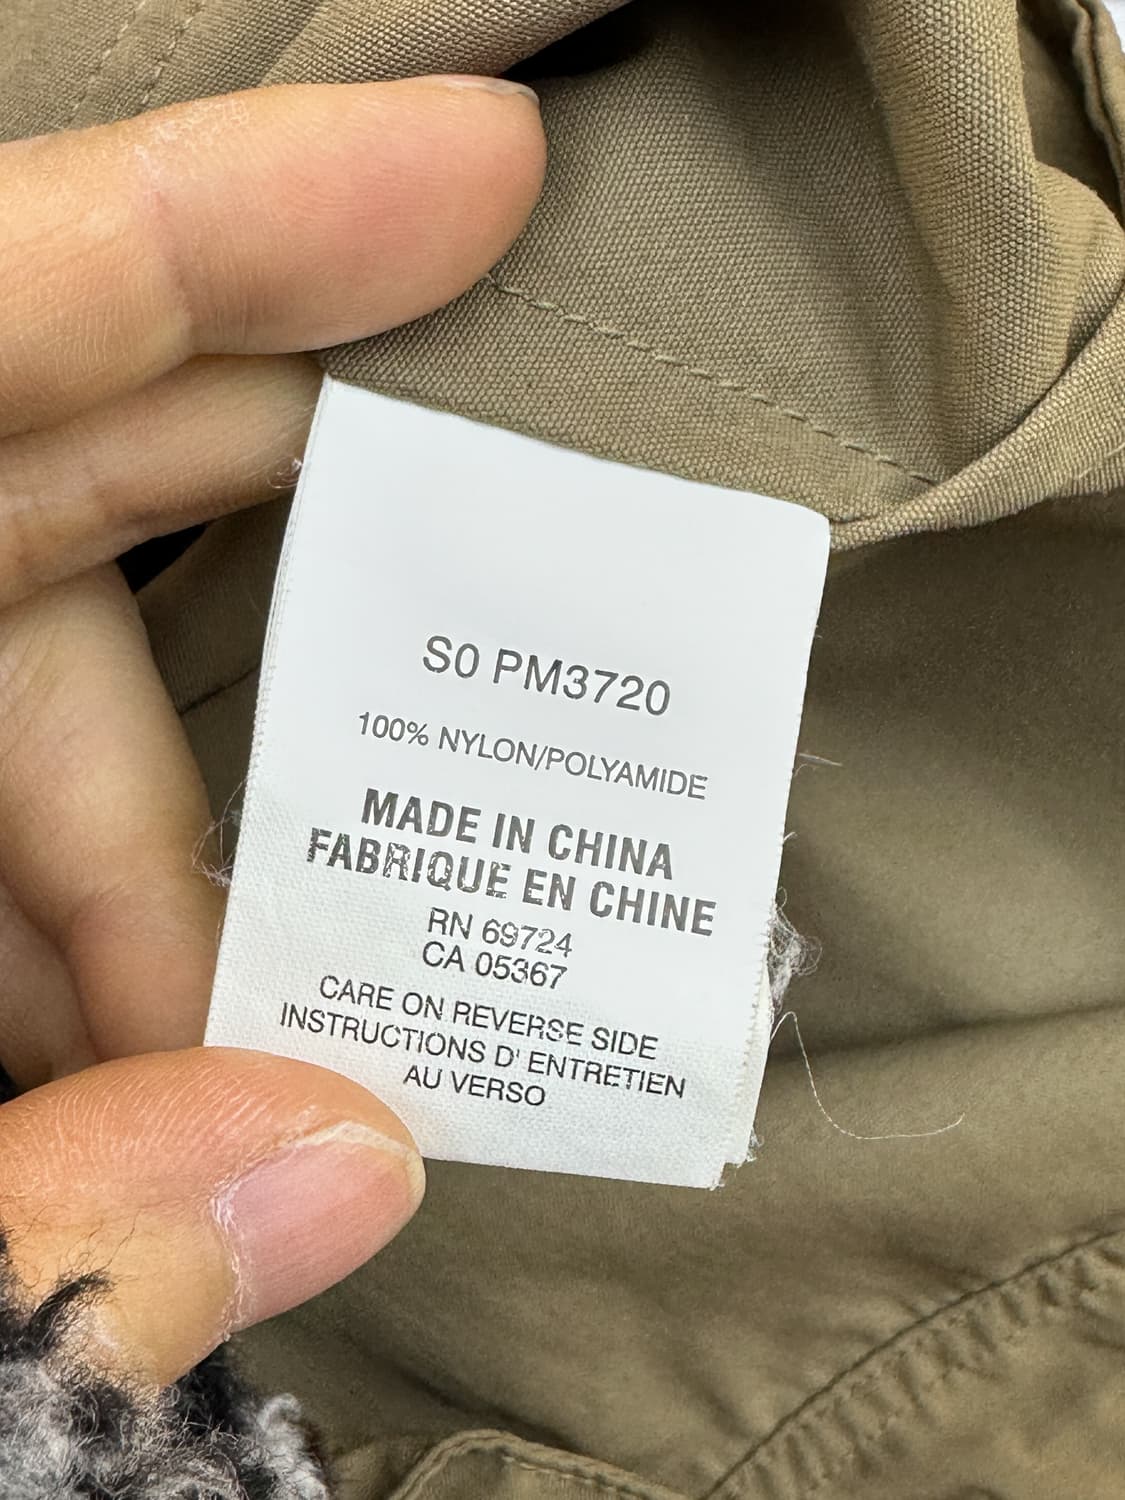 S0 PM3720
100% NYLON/POLYAMIDE
MADE IN CHINA
FABRIQUE EN CHINE
RN 69724
CA 05367
CARE ON REVERSE SIDE
INSTRUCTIONS D' ENTRETIEN
AU VERSO